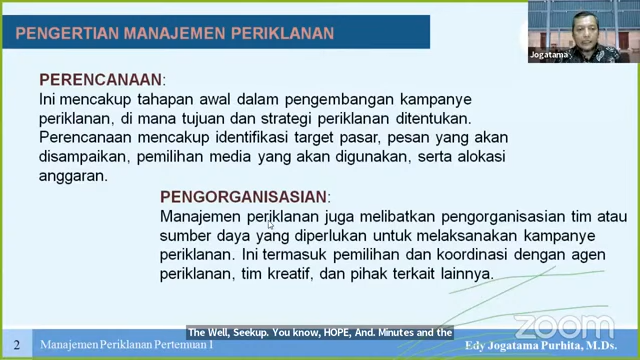 PENGERTIAN MANAJEMEN PERIKLANAN
Jogatama
PERENCANAAN:
Ini mencakup tahapan awal dalam pengembangan kampanye
periklanan, di mana tujuan dan strategi periklanan ditentukan.
Perencanaan mencakup identifikasi target pasar, pesan yang akan
disampaikan, pemilihan media yang akan digunakan, serta alokasi
anggaran.
PENGORGANISASIAN:
Manajemen periklanan juga melibatkan pengorganisasian tim atau
sumber daya yang diperlukan untuk melaksanakan kampanye
periklanan. Ini termasuk pemilihan dan koordinasi dengan agen
periklanan, tim kreatif, dan pihak terkait lainnya.
The Well, Seekup. You know, HOPE, And. Minutes and the
zoom
2 Manajemen Periklanan Pertemuan 1 Edy Jogatama Purhita, M.Ds.